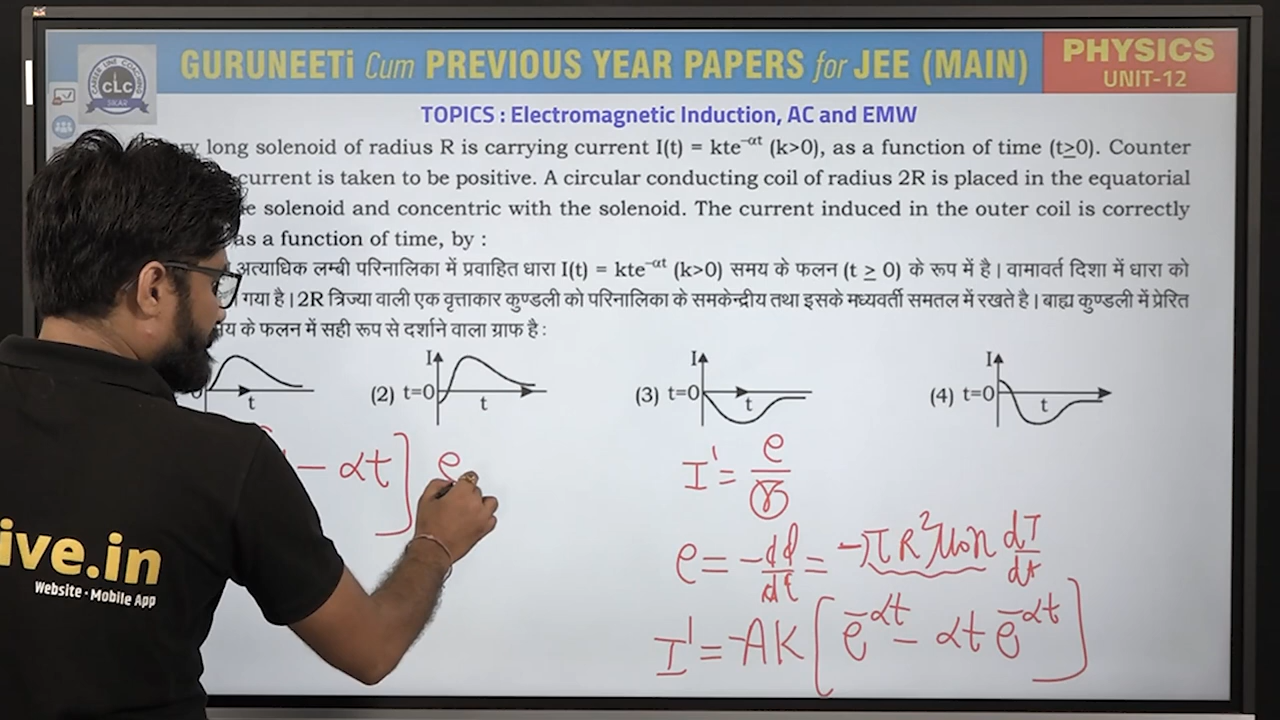 GURUNEETi Cum PREVIOUS YEAR PAPERS for JEE (MAIN)
PHYSICS
UNIT-12
CLC
SIKAR
TOPICS : Electromagnetic Induction, AC and EMW
long solenoid of radius R is carrying current I(t) = kte⁻ᵅᵗ (k>0), as a function of time (t≥0). Counter
current is taken to be positive. A circular conducting coil of radius 2R is placed in the equatorial
solenoid and concentric with the solenoid. The current induced in the outer coil is correctly
as a function of time, by :
अत्याधिक लम्बी परिनालिका में प्रवाहित धारा I(t) = kte⁻ᵅᵗ (k>0) समय के फलन (t ≥ 0) के रूप में है। वामावर्त दिशा में धारा को
गया है। 2R त्रिज्या वाली एक वृत्ताकार कुण्डली को परिनालिका के समकेन्द्रीय तथा इसके मध्यवर्ती समतल में रखते है। बाह्य कुण्डली में प्रेरित
के फलन में सही रूप से दर्शाने वाला ग्राफ है :
t
(2) t=0 I t
(3) t=0 I t
(4) t=0 I t
- αt] e
I' = e/r
e = -dϕ/dt = -πR²μ₀n dI/dt
I' = -AK[e⁻ᵅᵗ - αt e⁻ᵅᵗ]
ive.in
Website · Mobile App